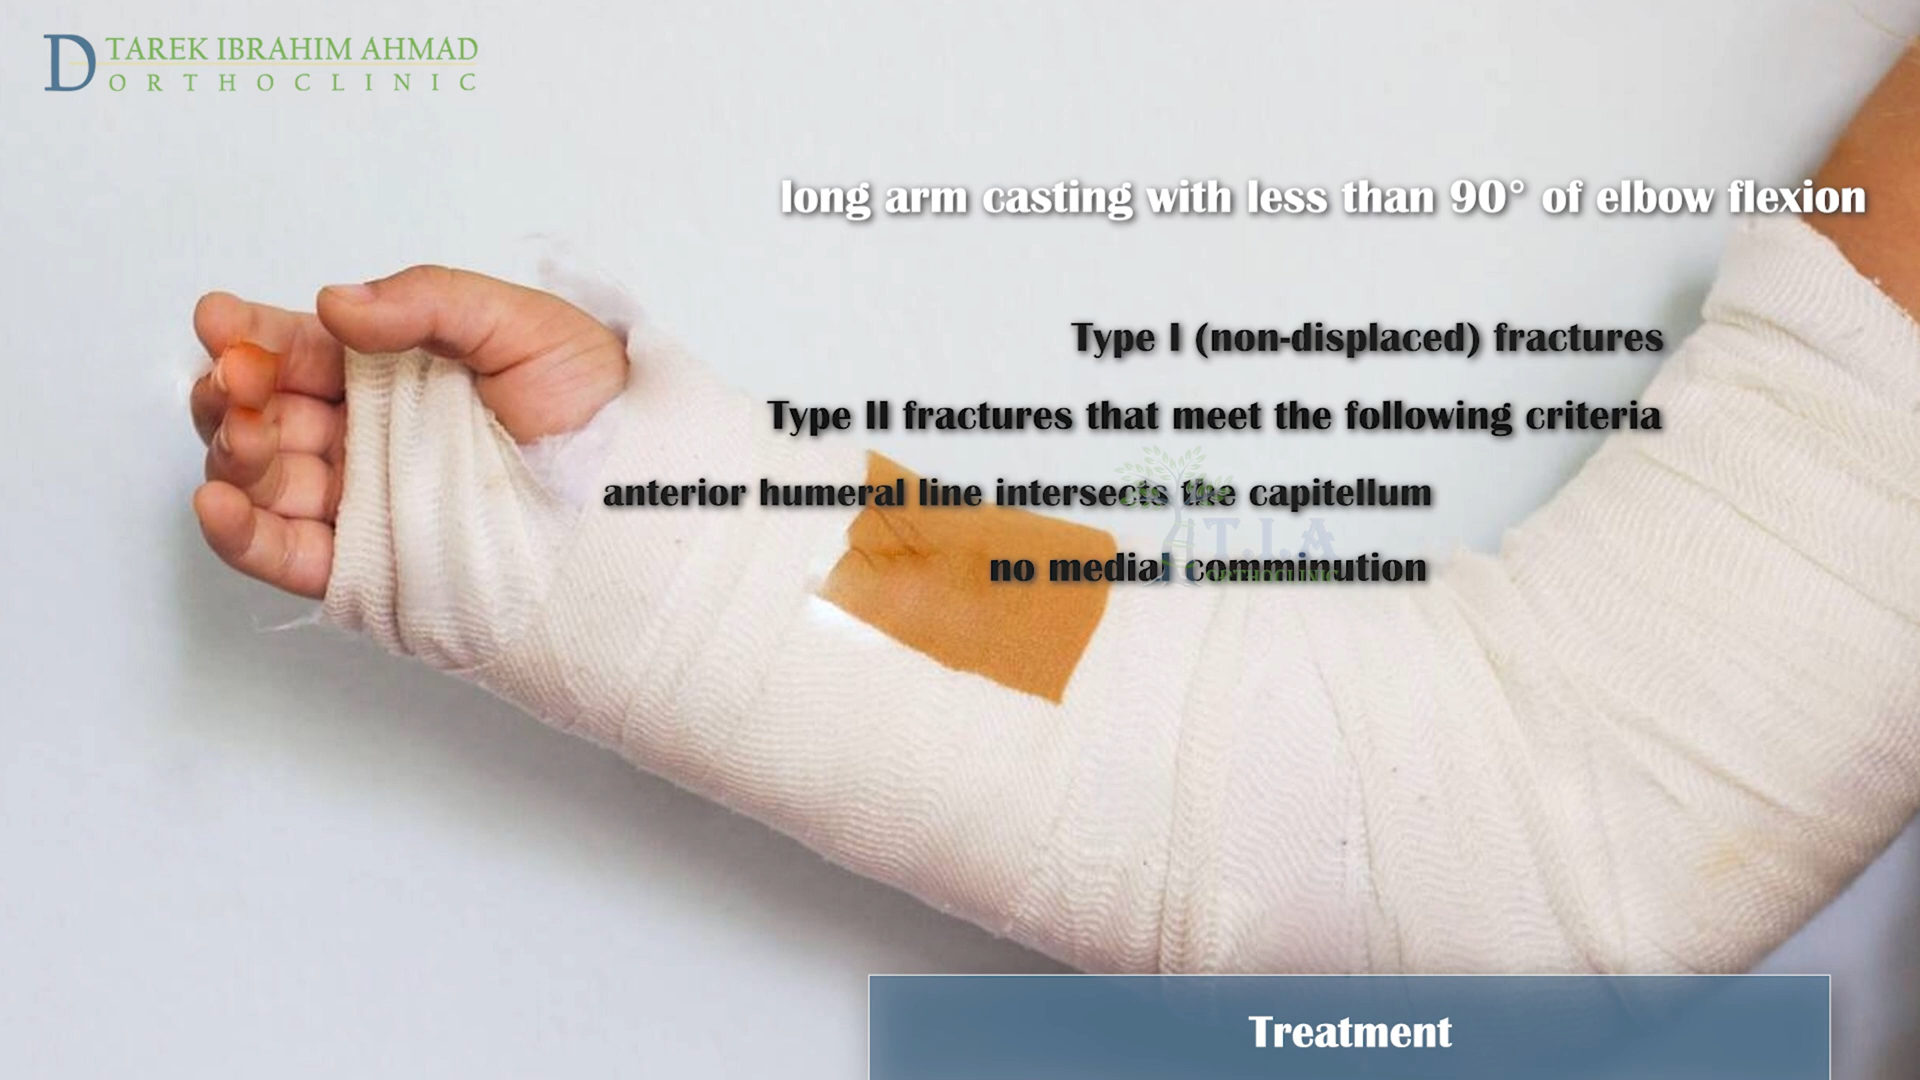 D TAREK IBRAHIM AHMAD
ORTHOCLINIC
long arm casting with less than 90° of elbow flexion
Type I (non-displaced) fractures
Type II fractures that meet the following criteria
anterior humeral line intersects the capitellum
no medial comminution
T.I.A
ORTHOCLINIC
Treatment